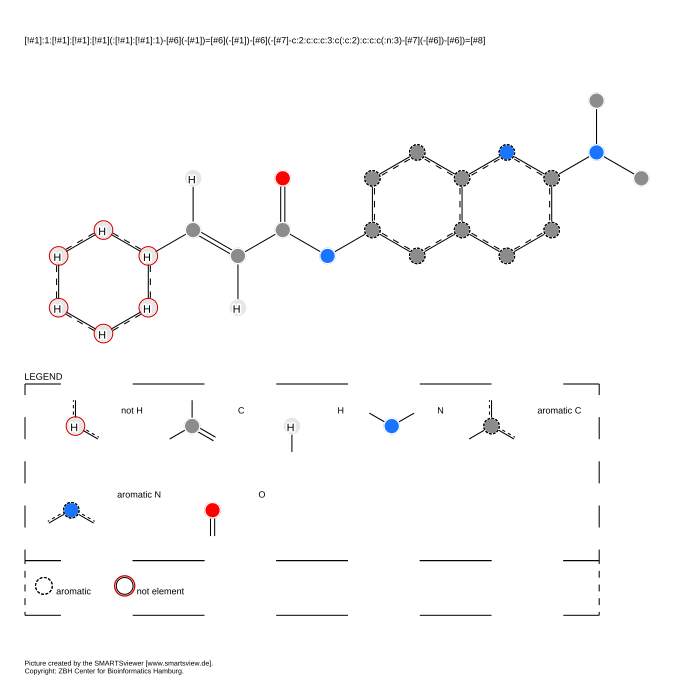 [!#1]:1:[!#1]:[!#1]:[!#1](:[!#1]:[!#1]:1)-[#6](-[#1])=[#6](-[#1])-[#6](-[#7]-c:2:c:c:c:3:c(:c:2):c:c:c(:n:3)-[#7](-[#6])-[#6])=[#8]
H
H
H H
H H
H
H
LEGEND
not H C H N aromatic C
H H
aromatic N O
aromatic not element
Picture created by the SMARTSviewer [www.smartsview.de].
Copyright: ZBH Center for Bioinformatics Hamburg.